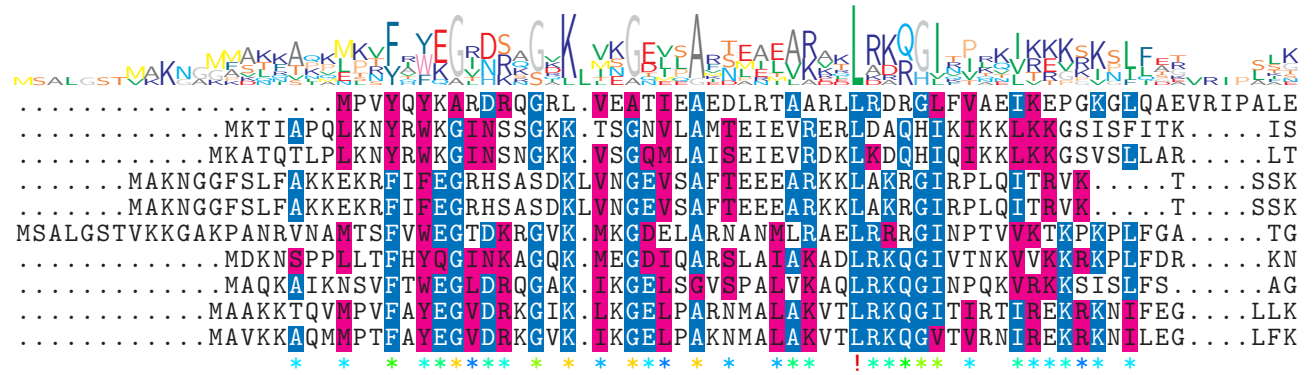 ....................MPVYQYKARDRQGRL.VEATIEAEDLRTAARLLRDRGLFVAEIKEPGKGLQAEVRIPALE
.............MKTIAPQLKNYRWKGINSSGKK.TSGNVLAMTEIEVRERLDAQHIKIKKLKKGSISFITK.....IS
............MKATQTLPLKNYRWKGINSNGKK.VSGQMLAISEIEVRDKLKDQHIQIKKLKKGSVSLLAR.....LT
.......MAKNGGFSLFAKKEKRFIFEGRHSASDKLVNGEVSAFTEEEARKKLAKRGIRPLQITRVK.....T....SSK
.......MAKNGGFSLFAKKEKRFIFEGRHSASDKLVNGEVSAFTEEEARKKLAKRGIRPLQITRVK.....T....SSK
MSALGSTVKKGAKPANRVNAMTSFVWEGTDKRGVK.MKGDELARNANMLRAELRRRGINPTVVKTKPKPLFGA.....TG
.............MDKNSPPLLTFHYQGINKAGQK.MEGDIQARSLAIAKADLRKQGIVTNKVVKKRKPLFDR.....KN
.............MAQKAIKNSVFTWEGLDRQGAK.IKGELSGVSPALVKAQLRKQGINPQKVRKKSISLFS......AG
............MAAKKTQVMPVFAYEGVDRKGIK.LKGELPARNMALAKVTLRKQGITIRTIREKRKNIFEG....LLK
............MAVKKAQMMPTFAYEGVDRKGVK.IKGELPAKNMALAKVTLRKQGVTVRNIREKRKNILEG....LFK